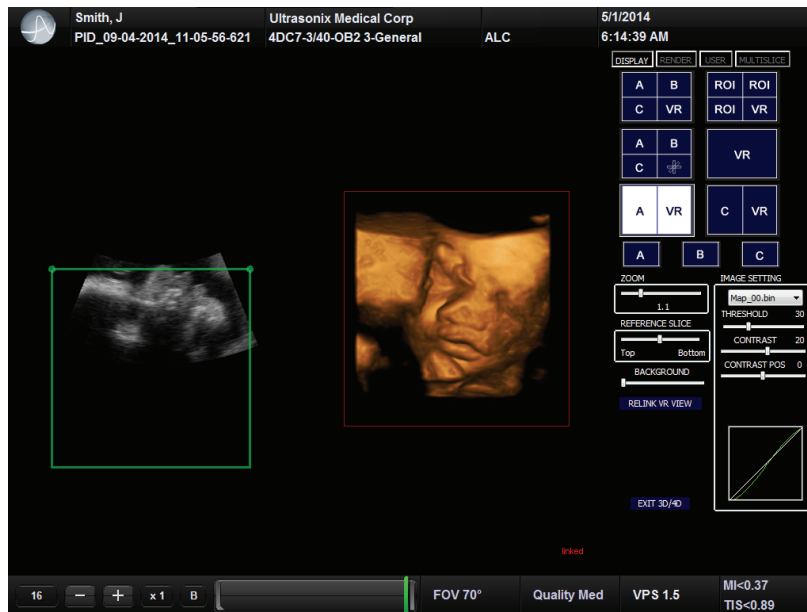 Smith, J Ultrasonix Medical Corp 5/1/2014
PID_09-04-2014_11-05-56-621 4DC7-3/40-OB2 3-General ALC 6:14:39 AM
DISPLAY RENDER USER MULTISLICE
A B ROI ROI
C VR ROI VR
A B VR
C
A VR C VR
A B C
ZOOM IMAGE SETTING
1.1 Map_00.bin
REFERENCE SLICE THRESHOLD 30
Top Bottom CONTRAST 20
BACKGROUND CONTRAST POS 0
RELINK VR VIEW
EXIT 3D/4D
linked
16 − + x 1 B FOV 70° Quality Med VPS 1.5 MI<0.37
TIS<0.89